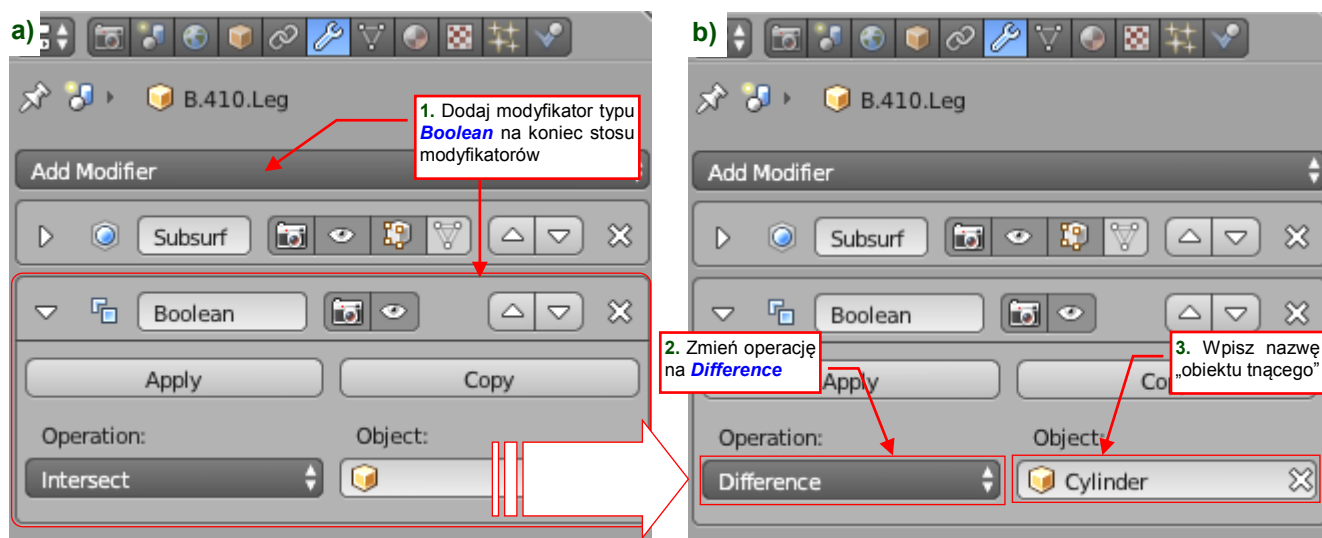 a)
B.410.Leg
1. Dodaj modyfikator typu
Boolean na koniec stosu
modyfikatorów
Add Modifier
Subsurf
Boolean
Apply
Copy
Operation:
Object:
Intersect
b)
B.410.Leg
Add Modifier
Subsurf
Boolean
2. Zmień operację
na Difference
3. Wpisz nazwę
„obiektu tnącego”
Apply
Co
Operation:
Object:
Difference
Cylinder